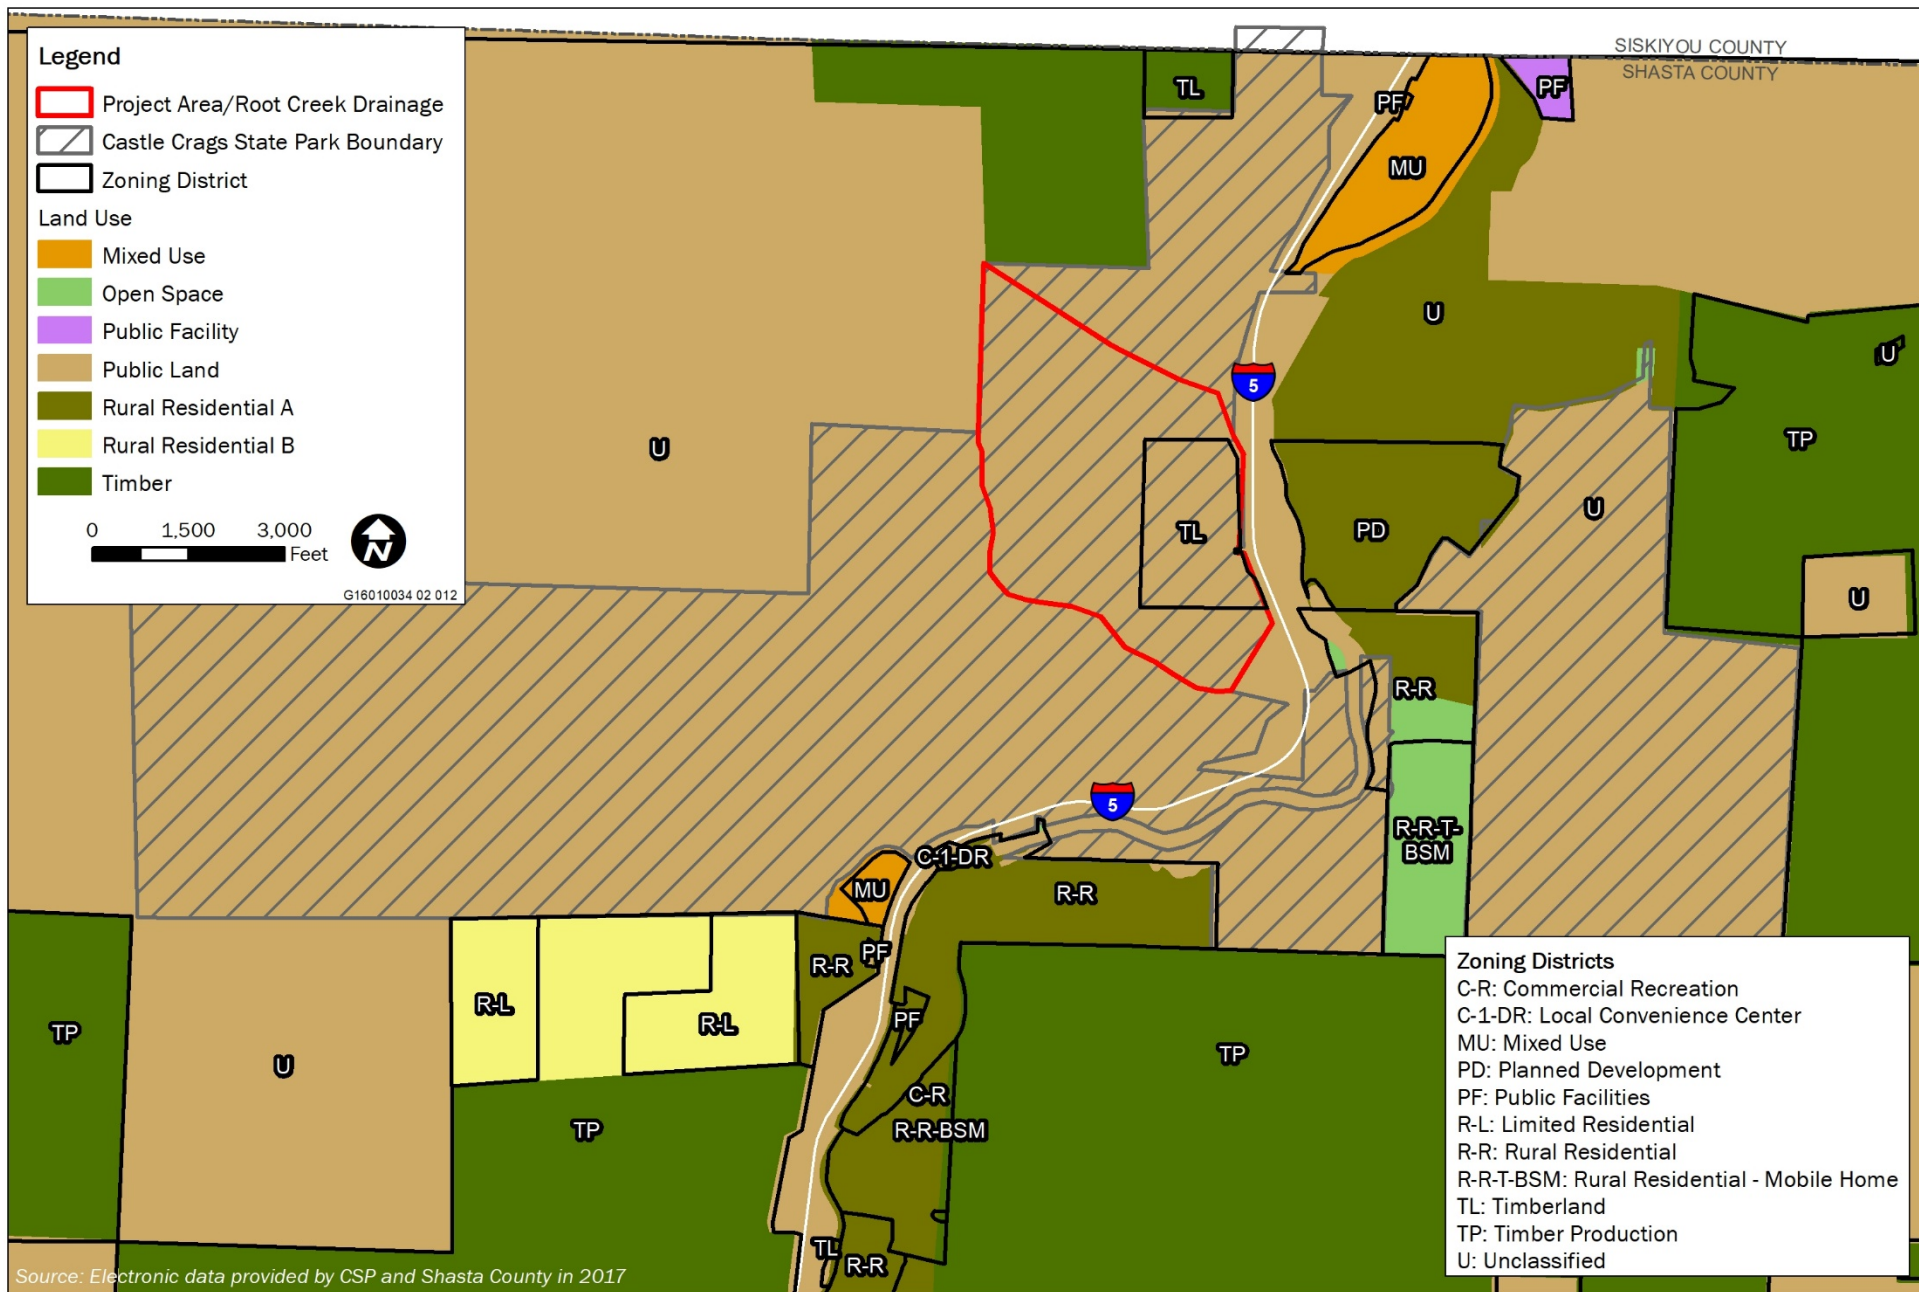 Legend
Project Area/Root Creek Drainage
Castle Crags State Park Boundary
Zoning District
Land Use
Mixed Use
Open Space
Public Facility
Public Land
Rural Residential A
Rural Residential B
Timber
0 1,500 3,000
Feet
N
G16010034 02 012
SISKIYOU COUNTY
SHASTA COUNTY
TL
PF
PF
MU
U
U
5
U
TP
TL
PD
U
U
R-R
5
R-R-T-
BSM
C-1-DR
MU
R-R
PF
R-R
R-L
R-L
PF
TP
U
TP
TP
C-R
R-R-BSM
TL
R-R
Zoning Districts
C-R: Commercial Recreation
C-1-DR: Local Convenience Center
MU: Mixed Use
PD: Planned Development
PF: Public Facilities
R-L: Limited Residential
R-R: Rural Residential
R-R-T-BSM: Rural Residential - Mobile Home
TL: Timberland
TP: Timber Production
U: Unclassified
Source: Electronic data provided by CSP and Shasta County in 2017